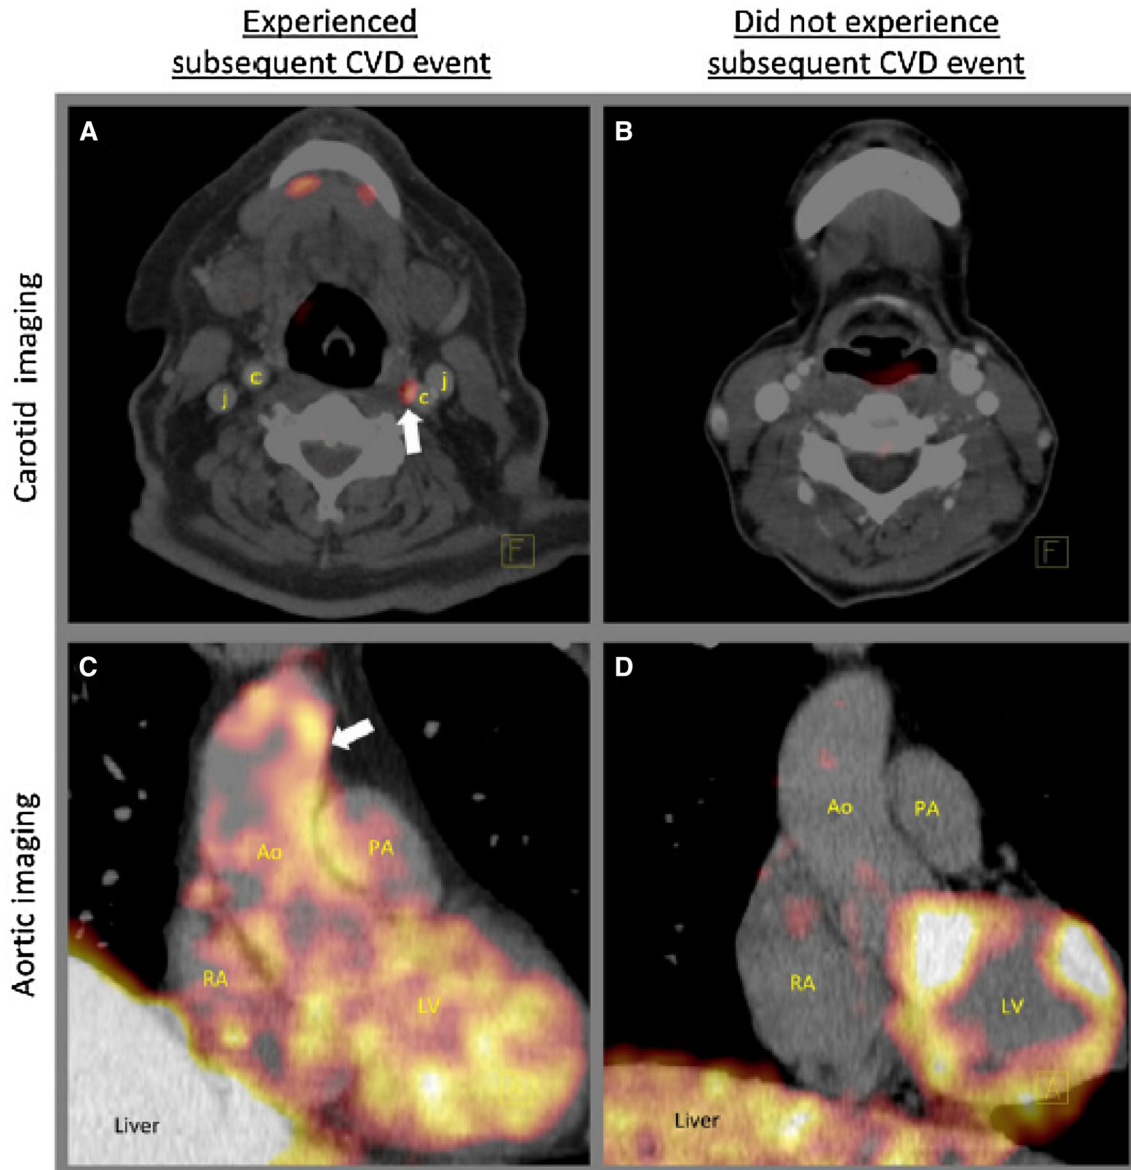 Experienced
subsequent CVD event
Did not experience
subsequent CVD event
Carotid imaging
A
c
j
c
j
F
B
F
Aortic imaging
C
Ao
PA
RA
LV
Liver
D
Ao
PA
RA
LV
A
Liver